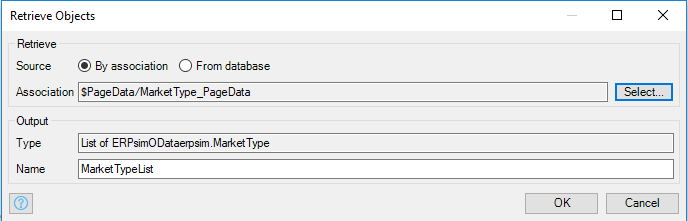 Retrieve Objects
Retrieve
Source By association From database
Association $PageData/MarketType_PageData Select...
Output
Type List of ERPsimODataerpsim.MarketType
Name MarketTypeList
? OK Cancel